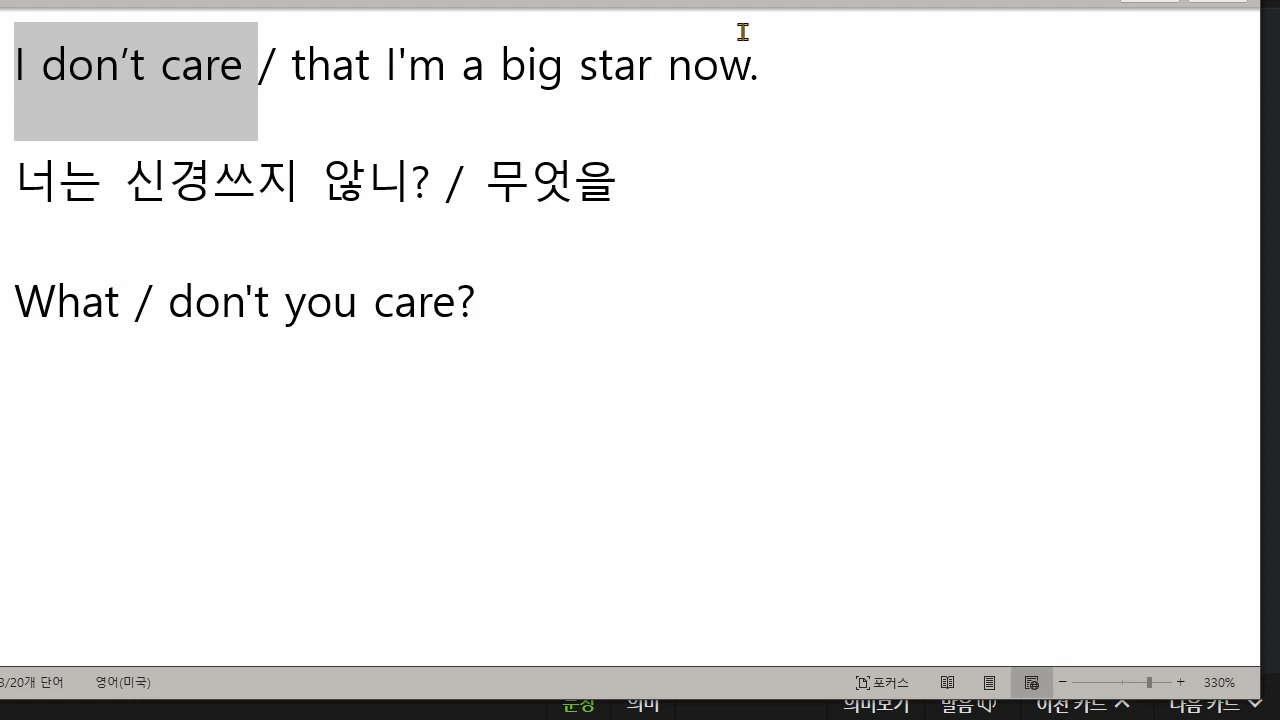 I don’t care / that I'm a big star now.
너는 신경쓰지 않니? / 무엇을
What / don't you care?
3/20개 단어 영어(미국) 포커스 330%
문장 의미 의미보기 발음 이전 카드 다음 카드